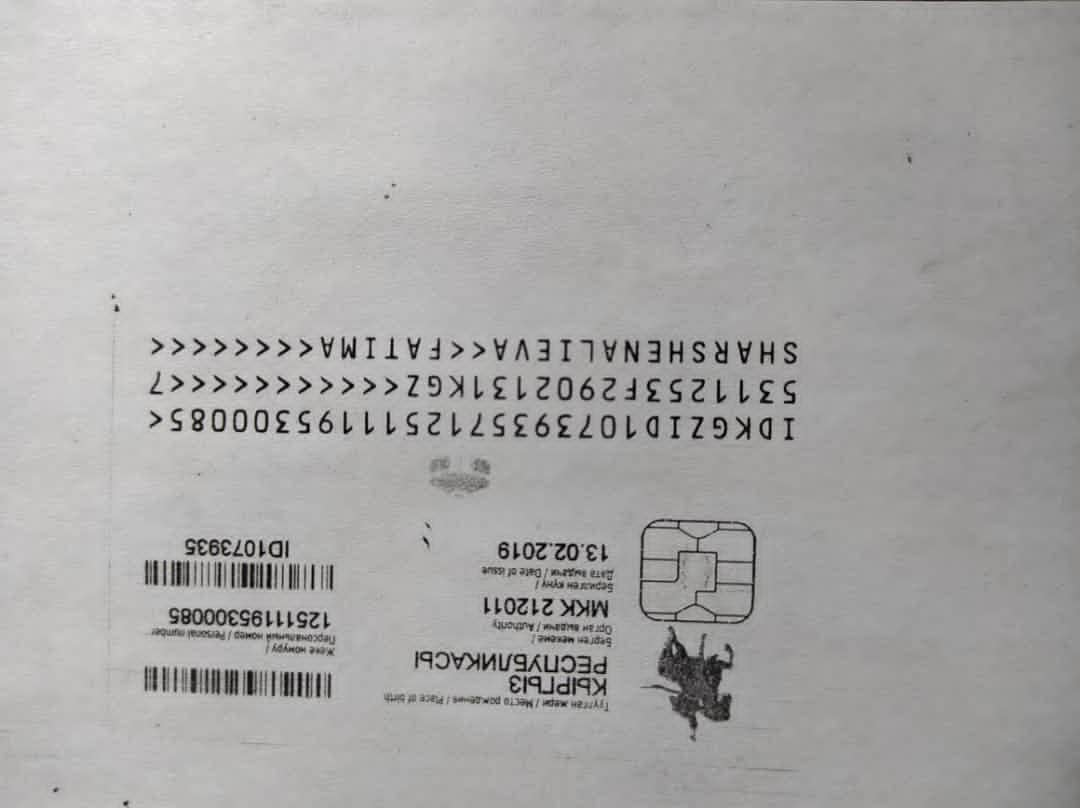 Туулган жери / Место рождения / Place of birth
КЫРГЫЗ
РЕСПУБЛИКАСЫ
Берген мекеме /
Орган выдачи / Authority
МКК 212011
Берилген күнү /
Дата выдачи / Date of issue
13.02.2019
Жеке номуру /
Персональный номер / Personal number
12511195300085
ID1073935
IDKGZID1073935712511195300085<
5311253F2902131KGZ<<<<<<<<<<<7
SHARSHENALIEVA<<FATIMA<<<<<<<<